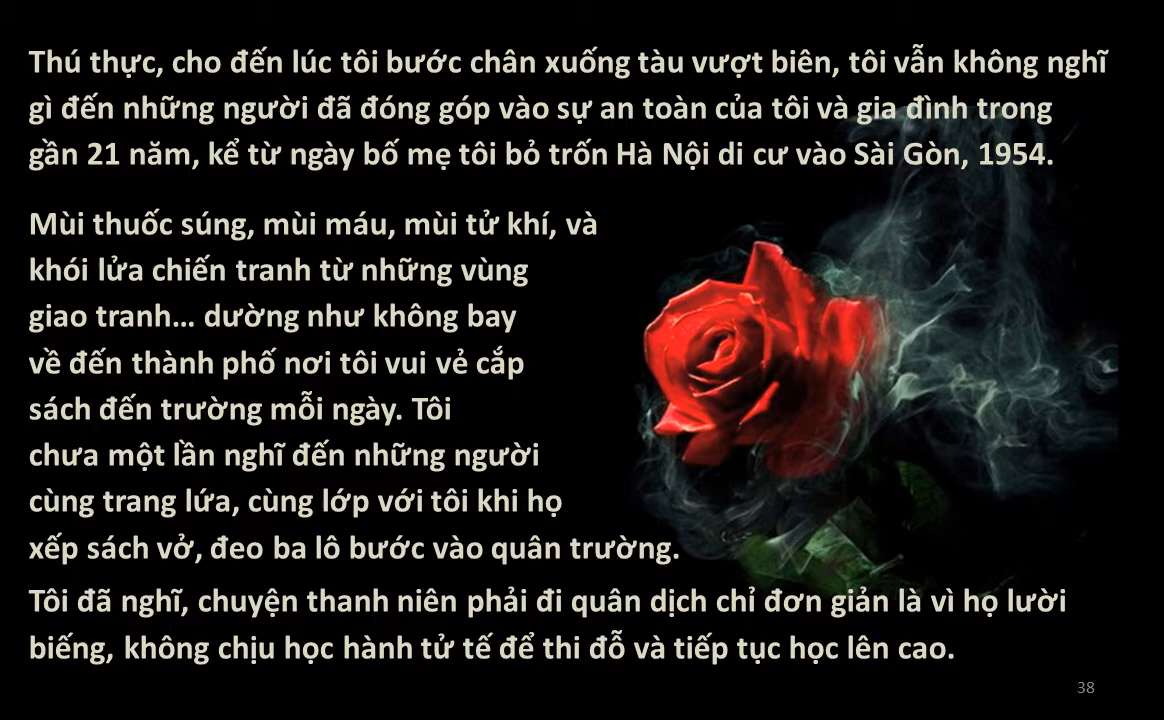 Thú thực, cho đến lúc tôi bước chân xuống tàu vượt biên, tôi vẫn không nghĩ
gì đến những người đã đóng góp vào sự an toàn của tôi và gia đình trong
gần 21 năm, kể từ ngày bố mẹ tôi bỏ trốn Hà Nội di cư vào Sài Gòn, 1954.
Mùi thuốc súng, mùi máu, mùi tử khí, và
khói lửa chiến tranh từ những vùng
giao tranh… dường như không bay
về đến thành phố nơi tôi vui vẻ cắp
sách đến trường mỗi ngày. Tôi
chưa một lần nghĩ đến những người
cùng trang lứa, cùng lớp với tôi khi họ
xếp sách vở, đeo ba lô bước vào quân trường.
Tôi đã nghĩ, chuyện thanh niên phải đi quân dịch chỉ đơn giản là vì họ lười
biếng, không chịu học hành tử tế để thi đỗ và tiếp tục học lên cao.
38